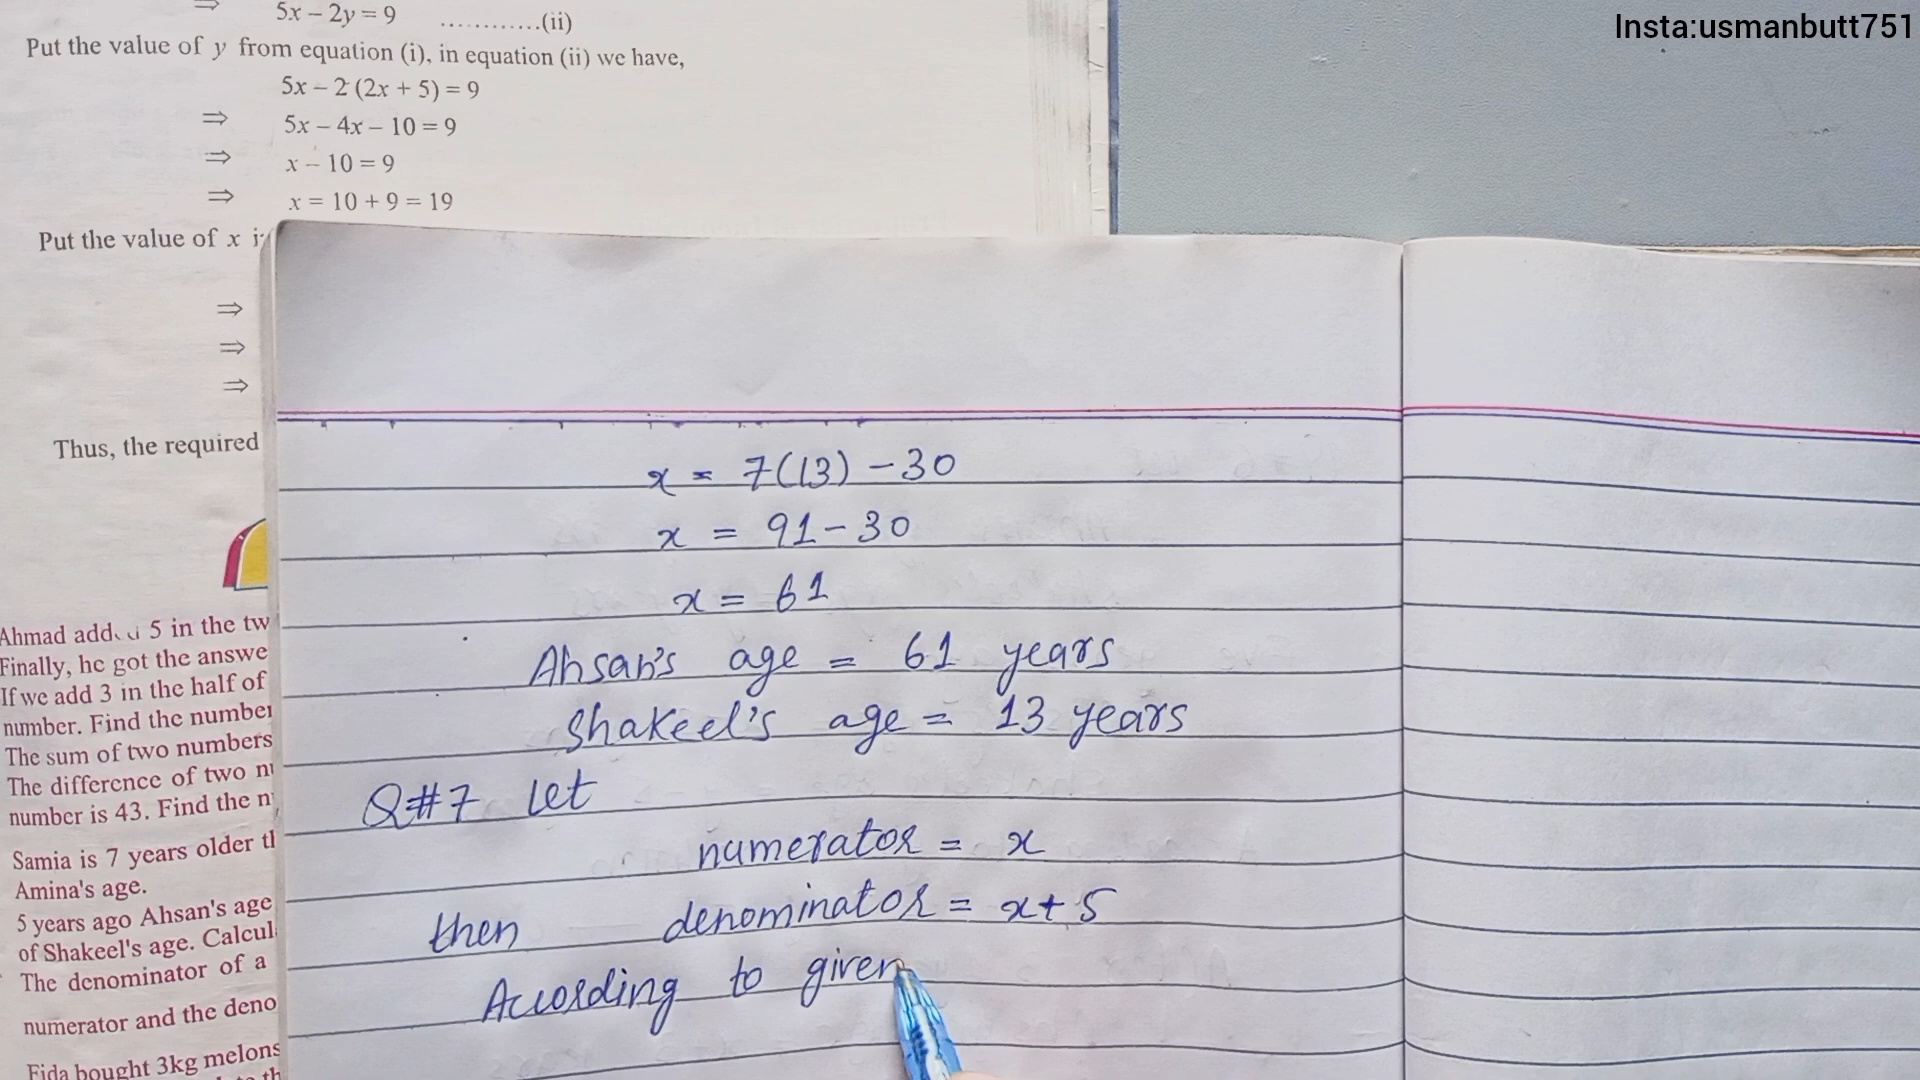 Insta:usmanbutt751
⇒ 5x – 2y = 9 ............(ii)
Put the value of y from equation (i), in equation (ii) we have,
5x – 2 (2x + 5) = 9
⇒ 5x – 4x – 10 = 9
⇒ x – 10 = 9
⇒ x = 10 + 9 = 19
Put the value of x
⇒
⇒
⇒
Thus, the required
Ahmad 5 in the
Finally, he got the
If we add 3 in the half of
number. Find the
The sum of two numbers
The difference of two
number is 43. Find the
Samia is 7 years older
Amina's age.
5 years ago Ahsan's age
of Shakeel's age.
The denominator of a
numerator and the
Fida bought 3kg melons
x = 7(13) - 30
x = 91 - 30
x = 61
Ahsan's age = 61 years
Shakeel's age = 13 years
Q#7 Let
numerator = x
then denominator = x+5
According to given